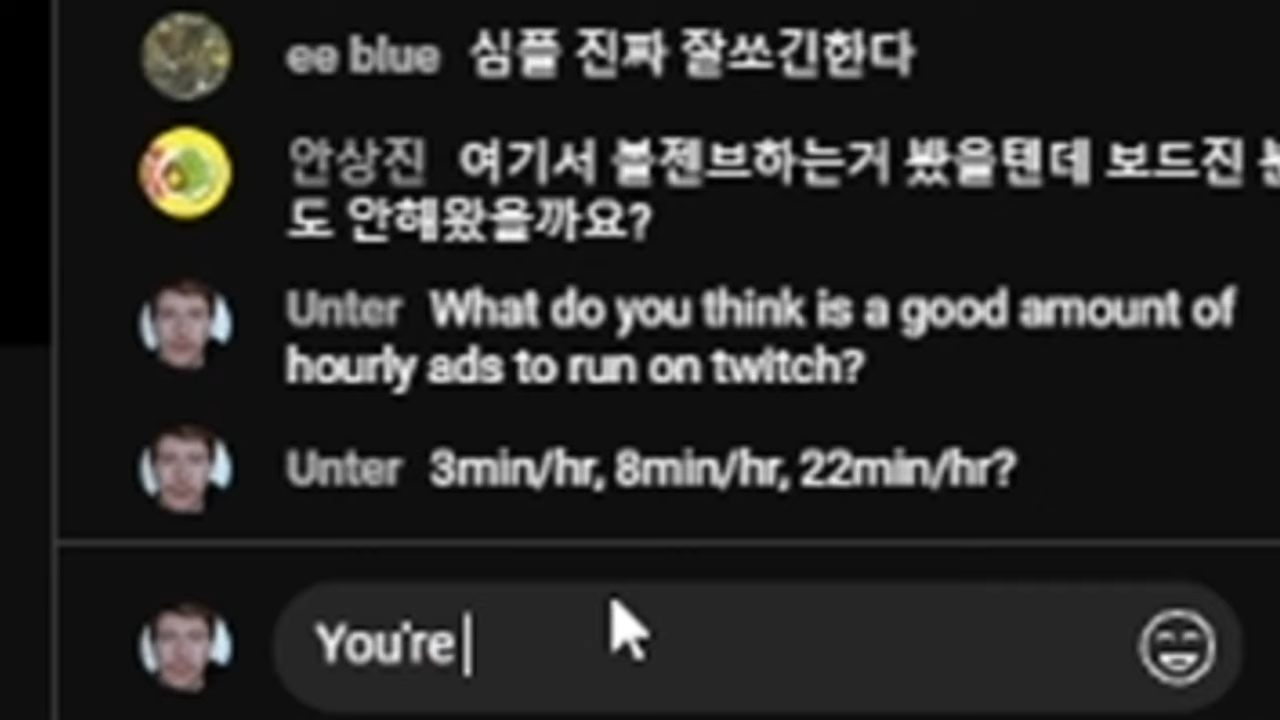 ee blue 심플 진짜 잘쓰긴한다
안상진 여기서 불젠브하는거 봤을텐데 보드진
도 안해왔을까요?
Unter What do you think is a good amount of
hourly ads to run on twitch?
Unter 3min/hr, 8min/hr, 22min/hr?
You're